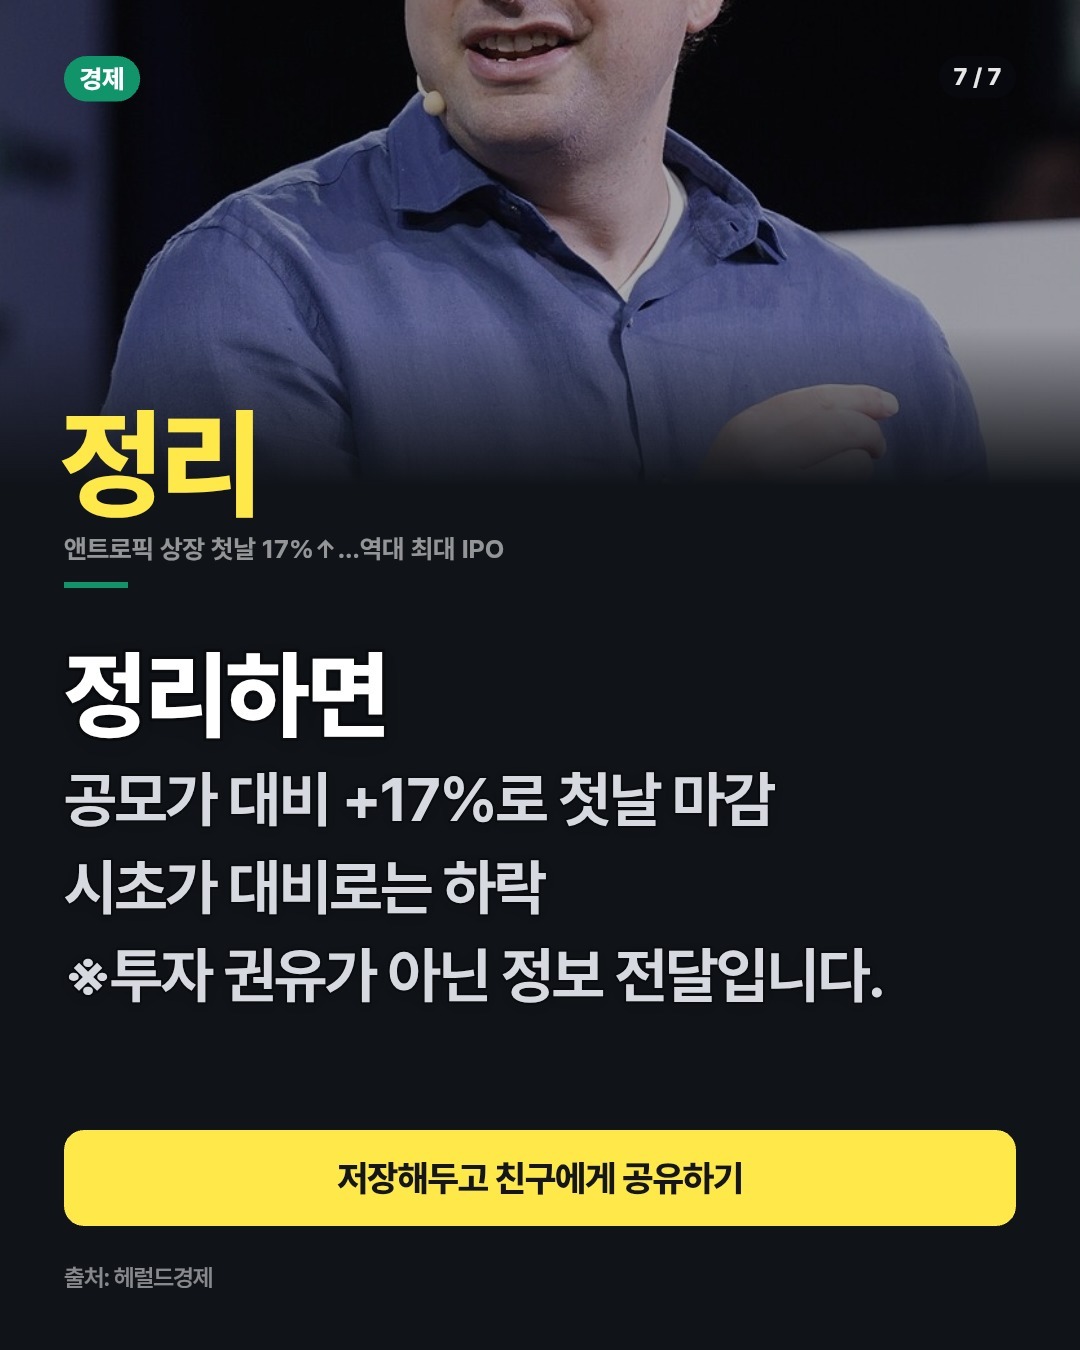 경제
7 / 7
정리
앤트로픽 상장 첫날 17%↑…역대 최대 IPO
정리하면
공모가 대비 +17%로 첫날 마감
시초가 대비로는 하락
※투자 권유가 아닌 정보 전달입니다.
저장해두고 친구에게 공유하기
출처: 헤럴드경제